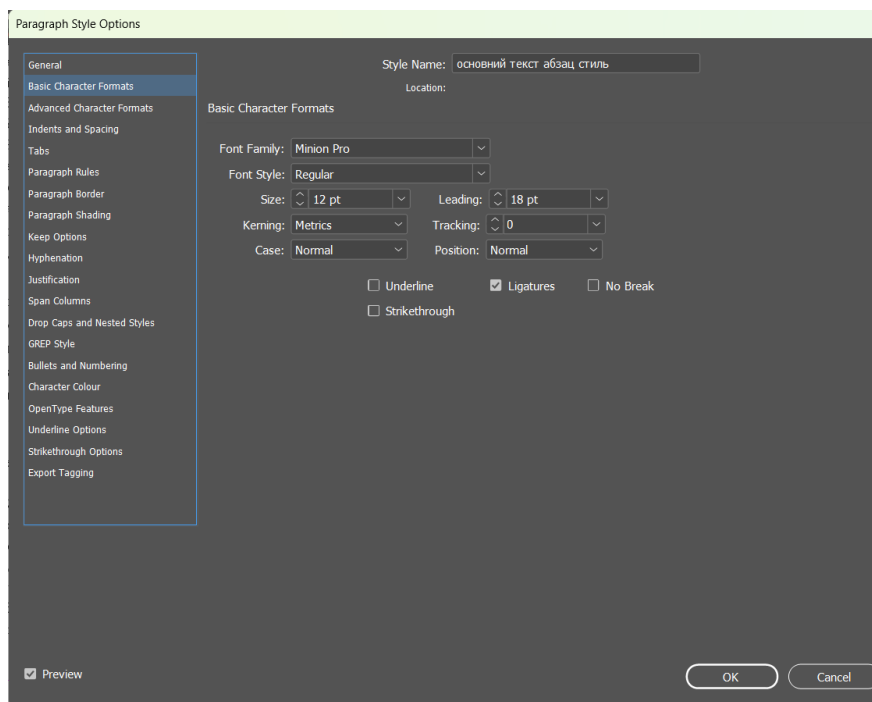 Paragraph Style Options
General
Basic Character Formats
Advanced Character Formats
Indents and Spacing
Tabs
Paragraph Rules
Paragraph Border
Paragraph Shading
Keep Options
Hyphenation
Justification
Span Columns
Drop Caps and Nested Styles
GREP Style
Bullets and Numbering
Character Colour
OpenType Features
Underline Options
Strikethrough Options
Export Tagging
Style Name: основний текст абзац стиль
Location:
Basic Character Formats
Font Family: Minion Pro
Font Style: Regular
Size: 12 pt Leading: 18 pt
Kerning: Metrics Tracking: 0
Case: Normal Position: Normal
Underline Ligatures No Break
Strikethrough
Preview OK Cancel